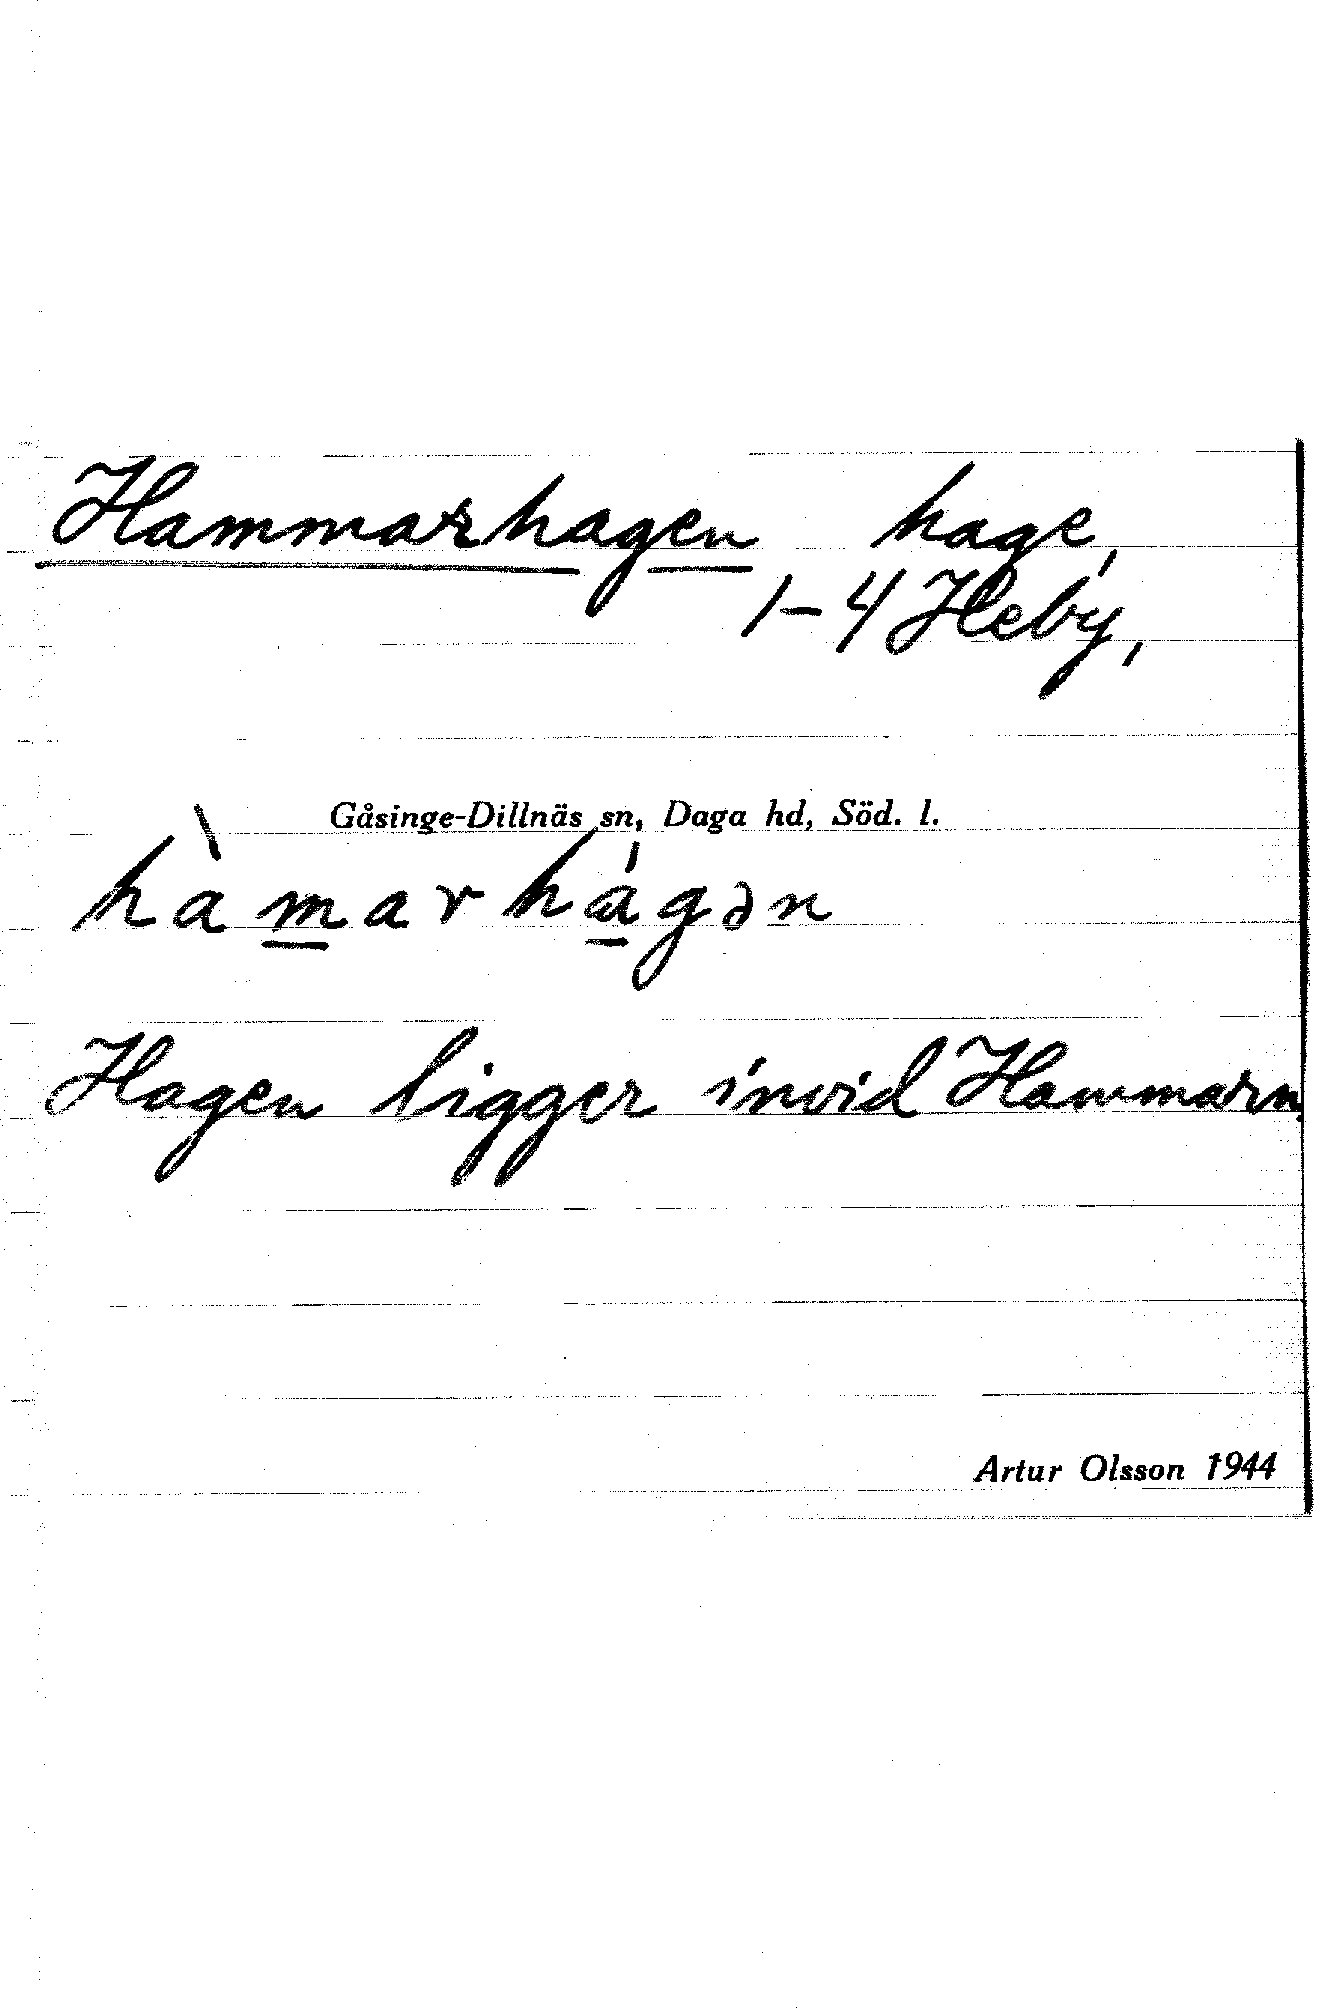 Hammarhagen hage,
1-4 Heby,
Gåsinge-Dillnäs sn, Daga hd, Söd. l.
hàmarhágən
Hagen ligger invid Hammarn.
Artur Olsson 1944